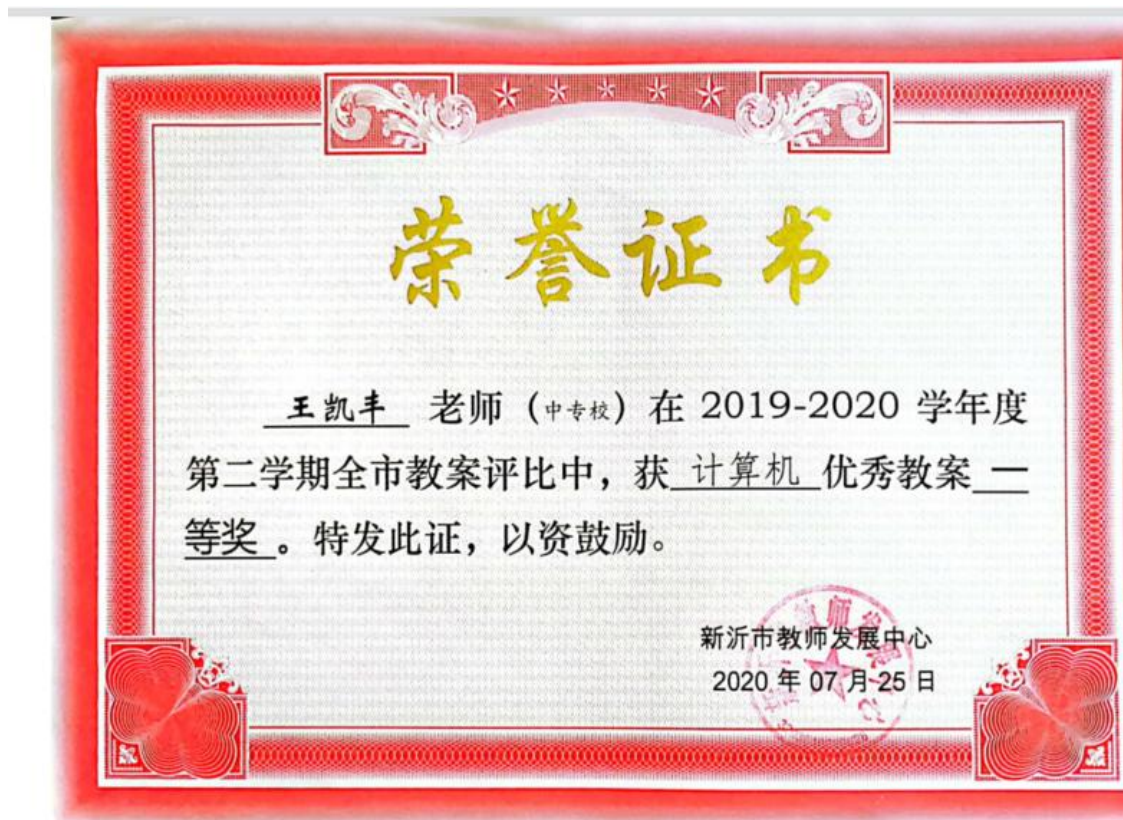 荣誉证书
王凯丰 老师（中专校）在 2019-2020 学年度
第二学期全市教案评比中，获 计算机 优秀教案 一
等奖 。特发此证，以资鼓励。
新沂市教师发展中心
2020 年 07 月 25 日